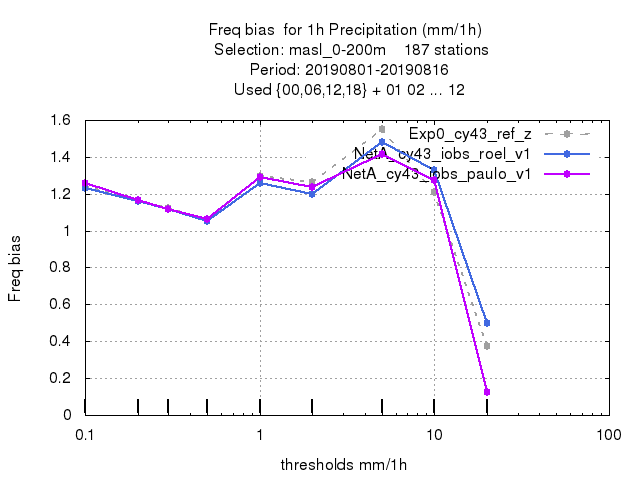 Freq bias  for 1h Precipitation (mm/1h)
Selection: masl_0-200m    187 stations
Period: 20190801-20190816
Used {00,06,12,18} + 01 02 ... 12
Exp0_cy43_ref_z
NetA_cy43_iobs_roel_v1
NetA_cy43_iobs_paulo_v1
Freq bias
1.6
1.4
1.2
1
0.8
0.6
0.4
0.2
0
0.1 1 10 100
thresholds mm/1h